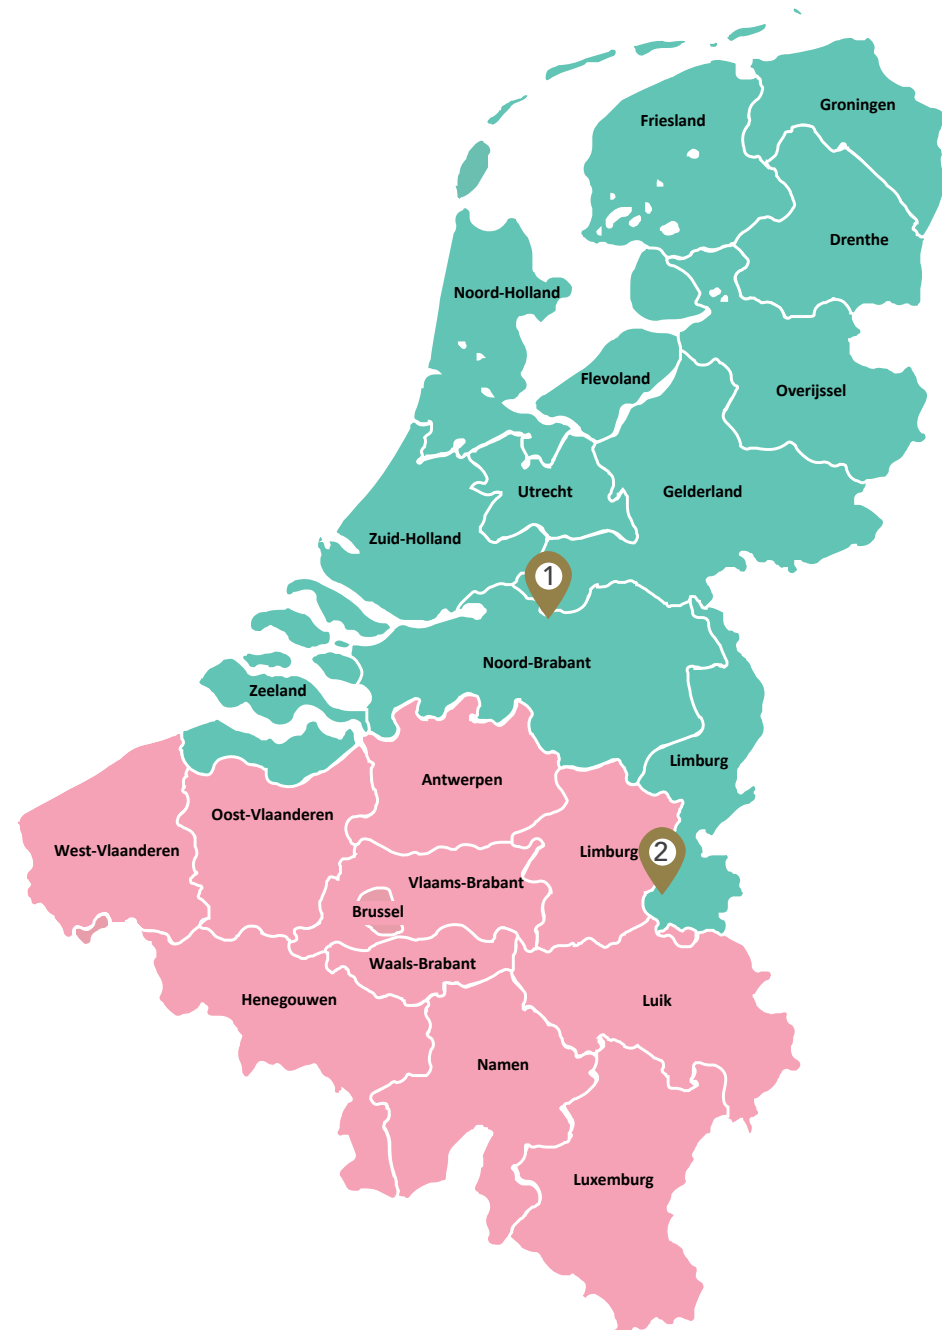 Groningen
Friesland
Drenthe
Noord-Holland
Flevoland
Overijssel
Utrecht
Gelderland
Zuid-Holland
1
Noord-Brabant
Zeeland
Limburg
Antwerpen
Oost-Vlaanderen
West-Vlaanderen
Limburg
2
Vlaams-Brabant
Brussel
Waals-Brabant
Henegouwen
Luik
Namen
Luxemburg